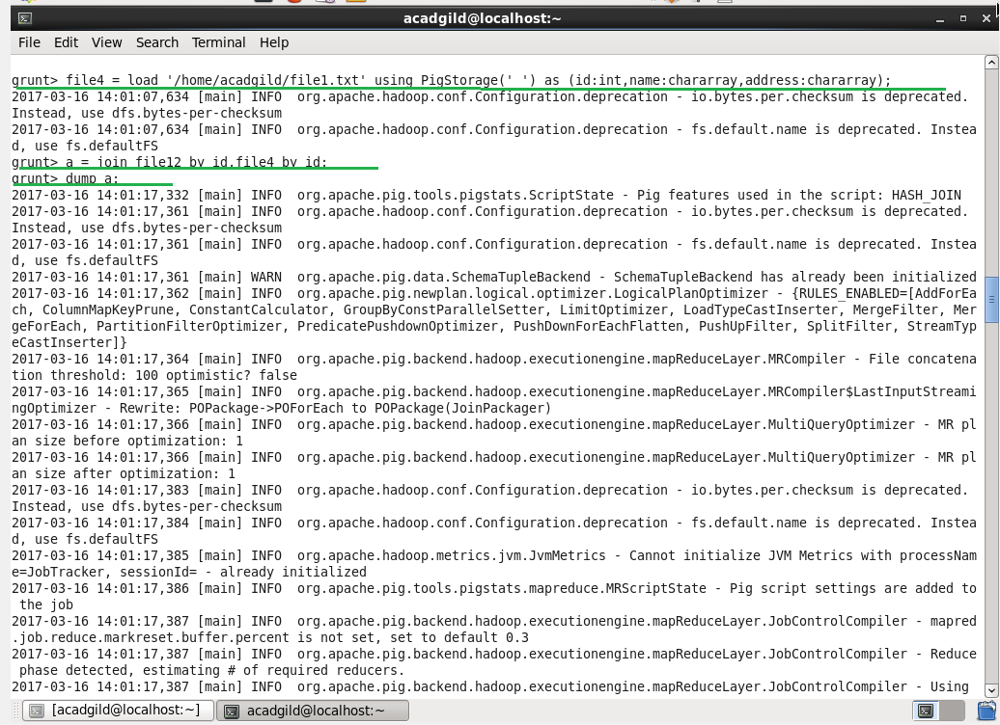 acadgild@localhost:~
File Edit View Search Terminal Help
grunt> file4 = load '/home/acadgild/file1.txt' using PigStorage(' ') as (id:int,name:chararray,address:chararray);
2017-03-16 14:01:07,634 [main] INFO  org.apache.hadoop.conf.Configuration.deprecation - io.bytes.per.checksum is deprecated.
Instead, use dfs.bytes-per-checksum
2017-03-16 14:01:07,634 [main] INFO  org.apache.hadoop.conf.Configuration.deprecation - fs.default.name is deprecated. Instea
d, use fs.defaultFS
grunt> a = join file12 by id,file4 by id;
grunt> dump a;
2017-03-16 14:01:17,332 [main] INFO  org.apache.pig.tools.pigstats.ScriptState - Pig features used in the script: HASH_JOIN
2017-03-16 14:01:17,361 [main] INFO  org.apache.hadoop.conf.Configuration.deprecation - io.bytes.per.checksum is deprecated.
Instead, use dfs.bytes-per-checksum
2017-03-16 14:01:17,361 [main] INFO  org.apache.hadoop.conf.Configuration.deprecation - fs.default.name is deprecated. Instea
d, use fs.defaultFS
2017-03-16 14:01:17,361 [main] WARN  org.apache.pig.data.SchemaTupleBackend - SchemaTupleBackend has already been initialized
2017-03-16 14:01:17,362 [main] INFO  org.apache.pig.newplan.logical.optimizer.LogicalPlanOptimizer - {RULES_ENABLED=[AddForEa
ch, ColumnMapKeyPrune, ConstantCalculator, GroupByConstParallelSetter, LimitOptimizer, LoadTypeCastInserter, MergeFilter, Mer
geForEach, PartitionFilterOptimizer, PredicatePushdownOptimizer, PushDownForEachFlatten, PushUpFilter, SplitFilter, StreamTyp
eCastInserter]}
2017-03-16 14:01:17,364 [main] INFO  org.apache.pig.backend.hadoop.executionengine.mapReduceLayer.MRCompiler - File concatena
tion threshold: 100 optimistic? false
2017-03-16 14:01:17,365 [main] INFO  org.apache.pig.backend.hadoop.executionengine.mapReduceLayer.MRCompiler$LastInputStreami
ngOptimizer - Rewrite: POPackage->POForEach to POPackage(JoinPackager)
2017-03-16 14:01:17,366 [main] INFO  org.apache.pig.backend.hadoop.executionengine.mapReduceLayer.MultiQueryOptimizer - MR pl
an size before optimization: 1
2017-03-16 14:01:17,366 [main] INFO  org.apache.pig.backend.hadoop.executionengine.mapReduceLayer.MultiQueryOptimizer - MR pl
an size after optimization: 1
2017-03-16 14:01:17,383 [main] INFO  org.apache.hadoop.conf.Configuration.deprecation - io.bytes.per.checksum is deprecated.
Instead, use dfs.bytes-per-checksum
2017-03-16 14:01:17,384 [main] INFO  org.apache.hadoop.conf.Configuration.deprecation - fs.default.name is deprecated. Instea
d, use fs.defaultFS
2017-03-16 14:01:17,385 [main] INFO  org.apache.hadoop.metrics.jvm.JvmMetrics - Cannot initialize JVM Metrics with processNam
e=JobTracker, sessionId= - already initialized
2017-03-16 14:01:17,386 [main] INFO  org.apache.pig.tools.pigstats.mapreduce.MRScriptState - Pig script settings are added to
 the job
2017-03-16 14:01:17,387 [main] INFO  org.apache.pig.backend.hadoop.executionengine.mapReduceLayer.JobControlCompiler - mapred
.job.reduce.markreset.buffer.percent is not set, set to default 0.3
2017-03-16 14:01:17,387 [main] INFO  org.apache.pig.backend.hadoop.executionengine.mapReduceLayer.JobControlCompiler - Reduce
 phase detected, estimating # of required reducers.
2017-03-16 14:01:17,387 [main] INFO  org.apache.pig.backend.hadoop.executionengine.mapReduceLayer.JobControlCompiler - Using
[acadgild@localhost:~] acadgild@localhost:~